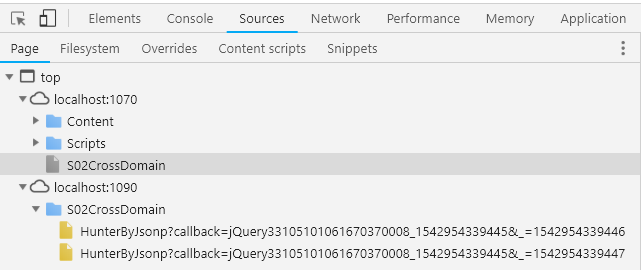 Elements Console Sources Network Performance Memory Application
Page Filesystem Overrides Content scripts Snippets
top
localhost:1070
Content
Scripts
S02CrossDomain
localhost:1090
S02CrossDomain
HunterByJsonp?callback=jQuery33105101061670370008_1542954339445&_=1542954339446
HunterByJsonp?callback=jQuery33105101061670370008_1542954339445&_=1542954339447